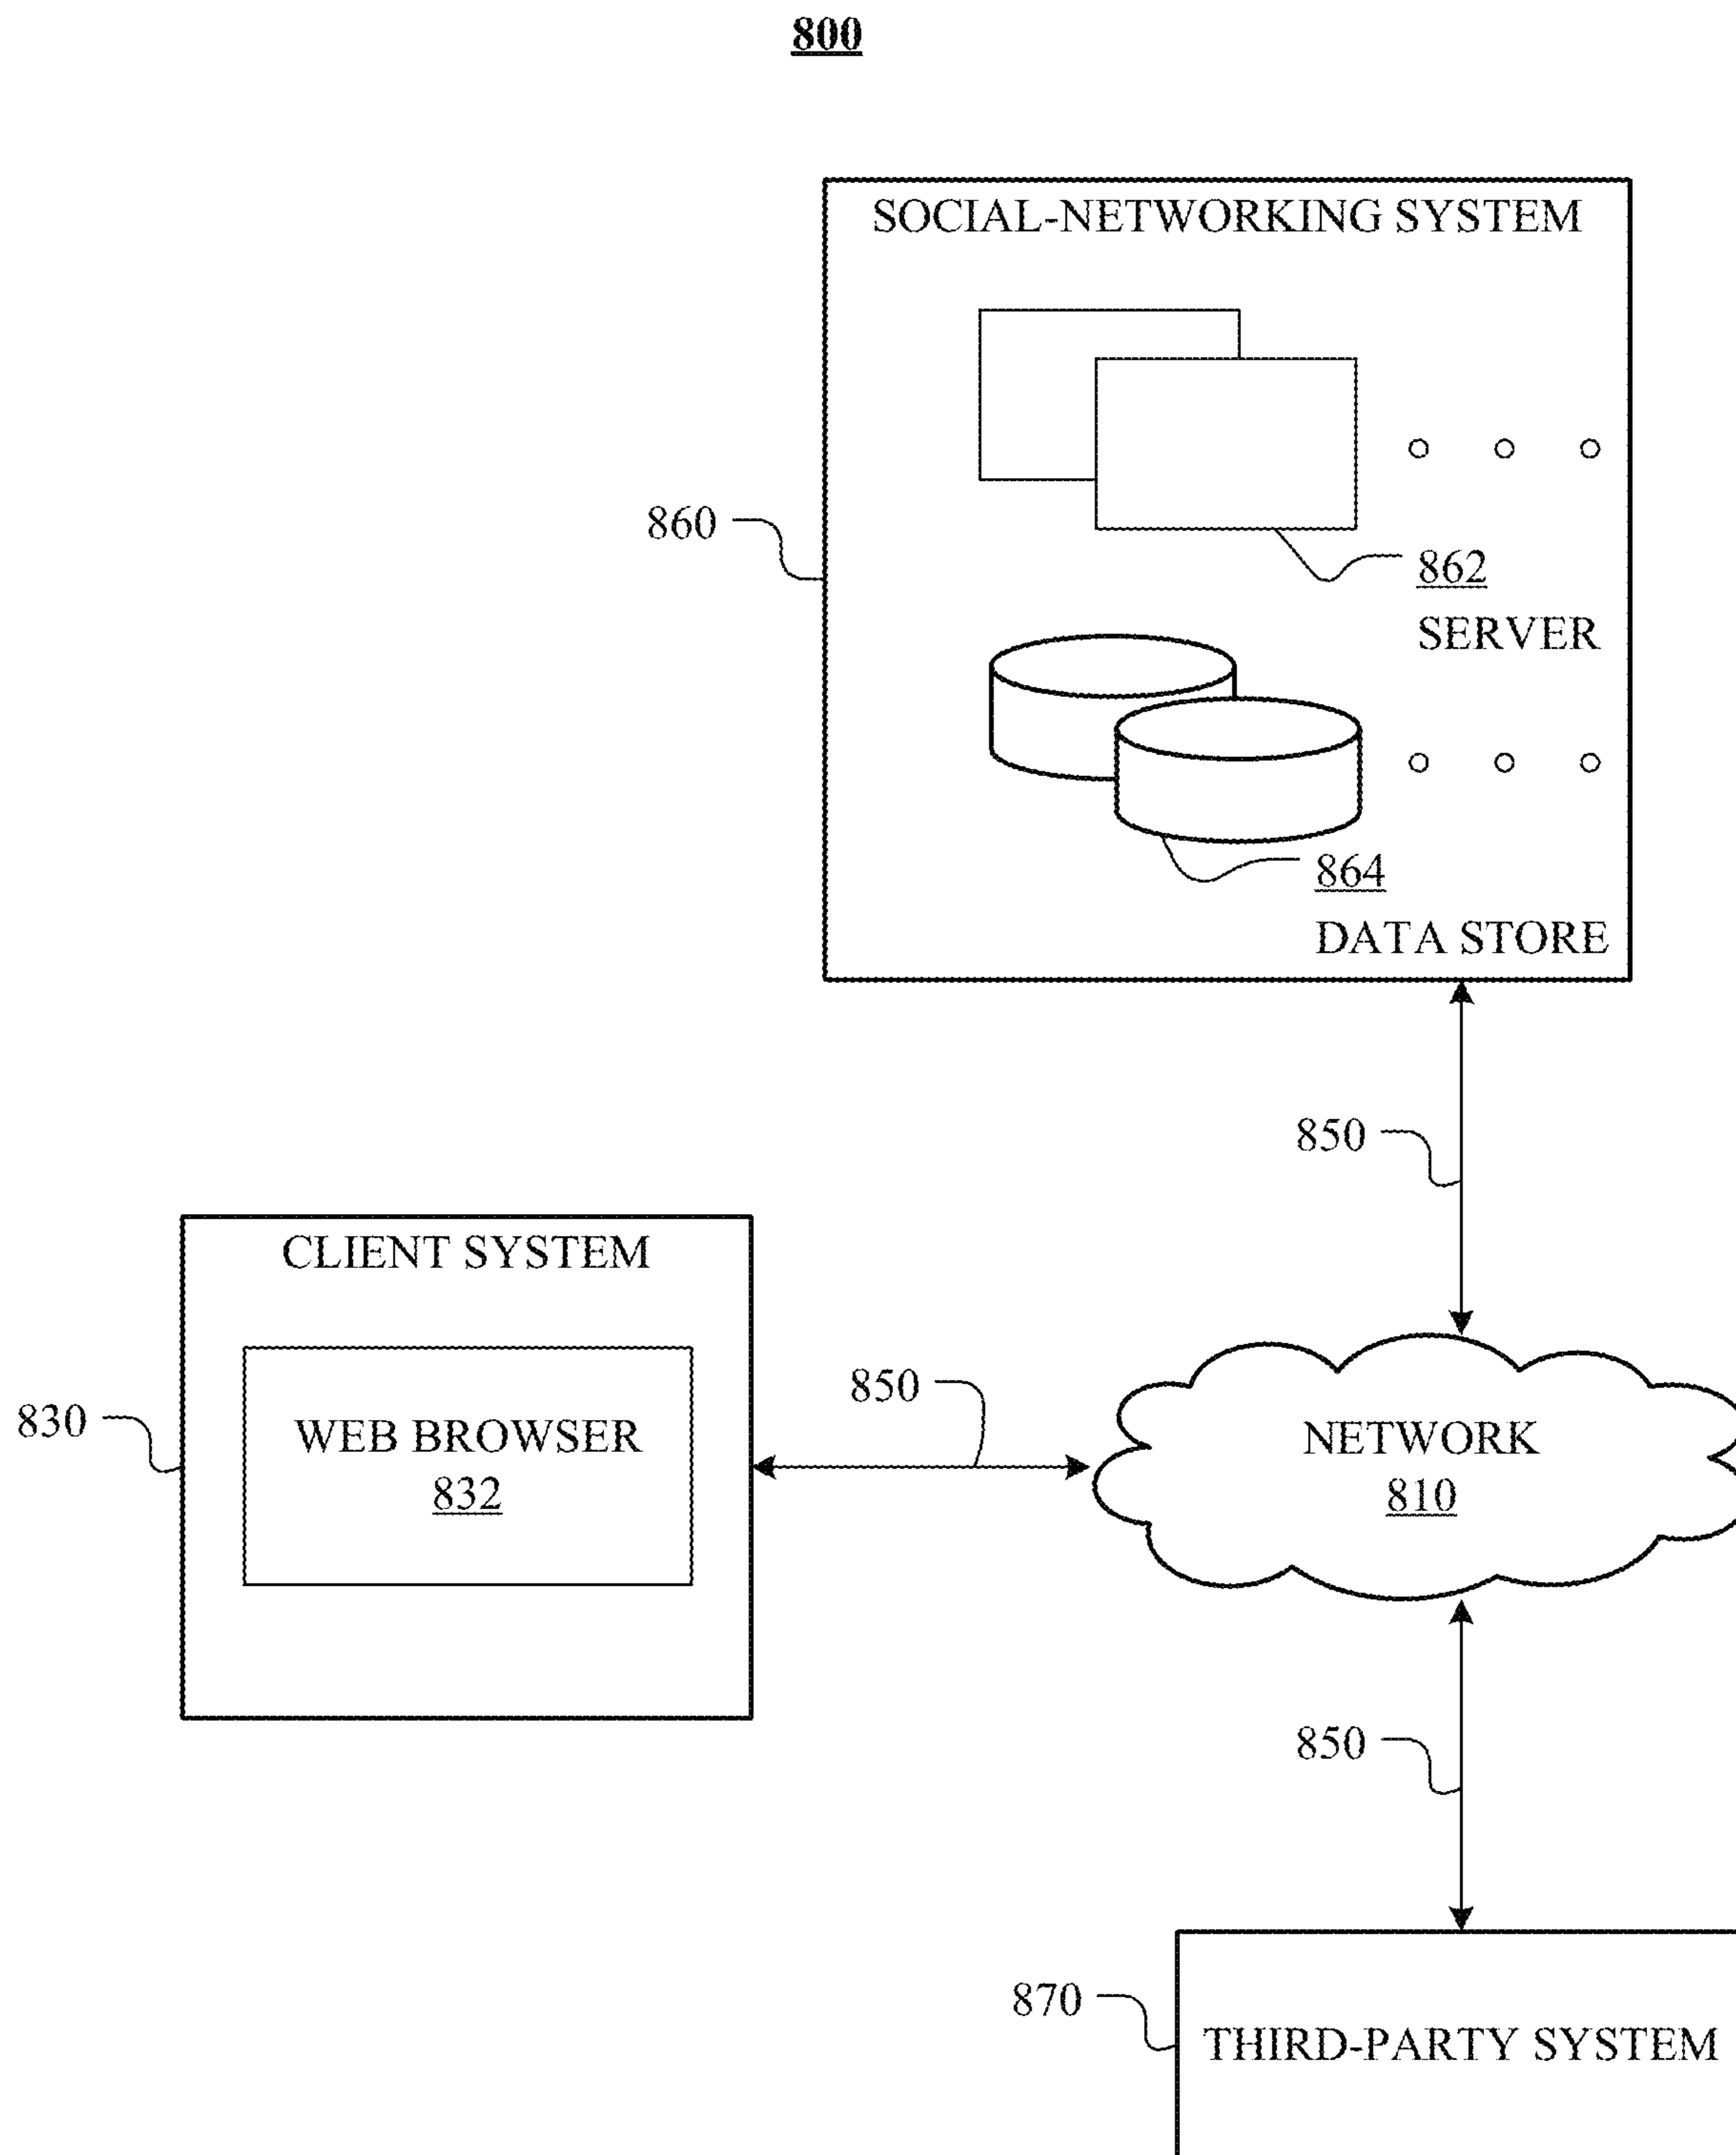 800
SOCIAL-NETWORKING SYSTEM
860
862
SERVER
864
DATA STORE
850
CLIENT SYSTEM
830
WEB BROWSER
832
850
NETWORK
810
850
870
THIRD-PARTY SYSTEM